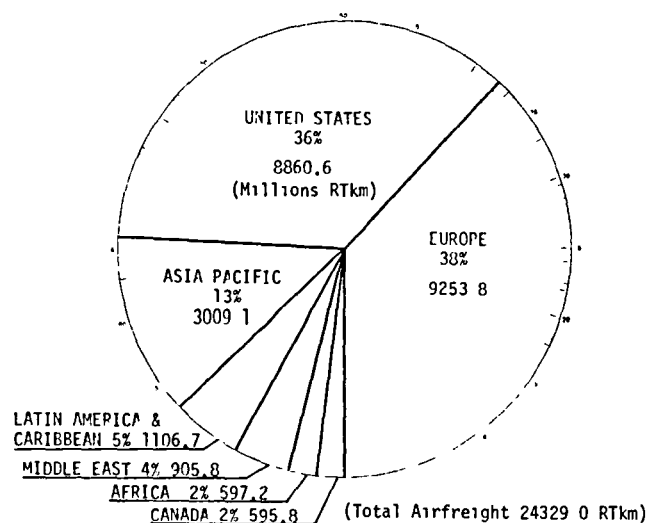 UNITED STATES
36%
8860.6
(Millions RTkm)
EUROPE
38%
9253 8
ASIA PACIFIC
13%
3009 1
LATIN AMERICA &
CARIBBEAN 5% 1106.7
MIDDLE EAST 4% 905.8
AFRICA 2% 597.2
CANADA 2% 595.8
(Total Airfreight 24329 0 RTkm)